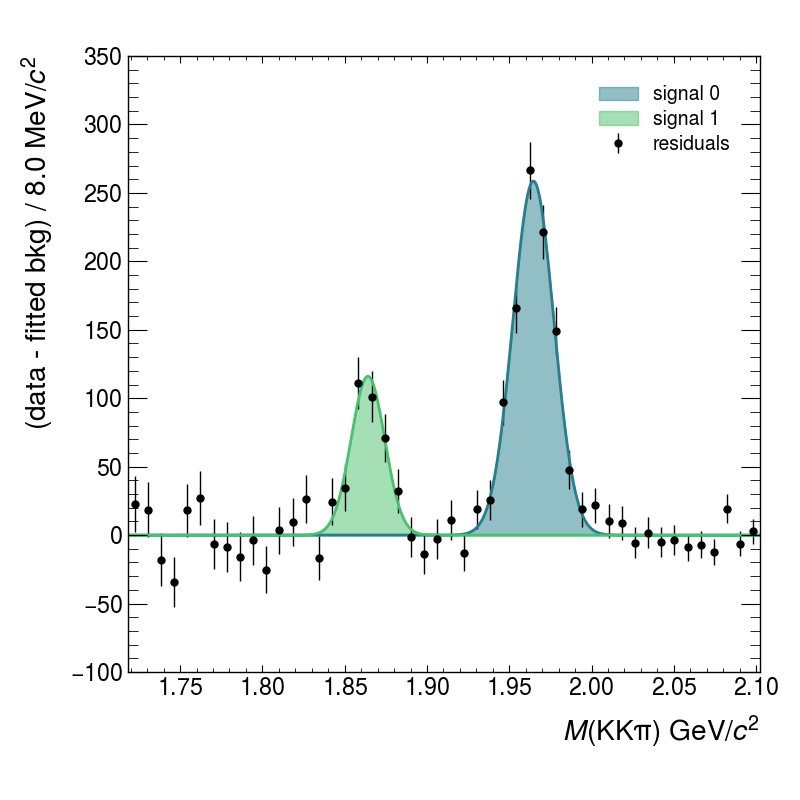 (data - fitted bkg) / 8.0 MeV/c²
350
300
250
200
150
100
50
0
−50
−100
signal 0
signal 1
residuals
1.75 1.80 1.85 1.90 1.95 2.00 2.05 2.10
M(KKπ) GeV/c²